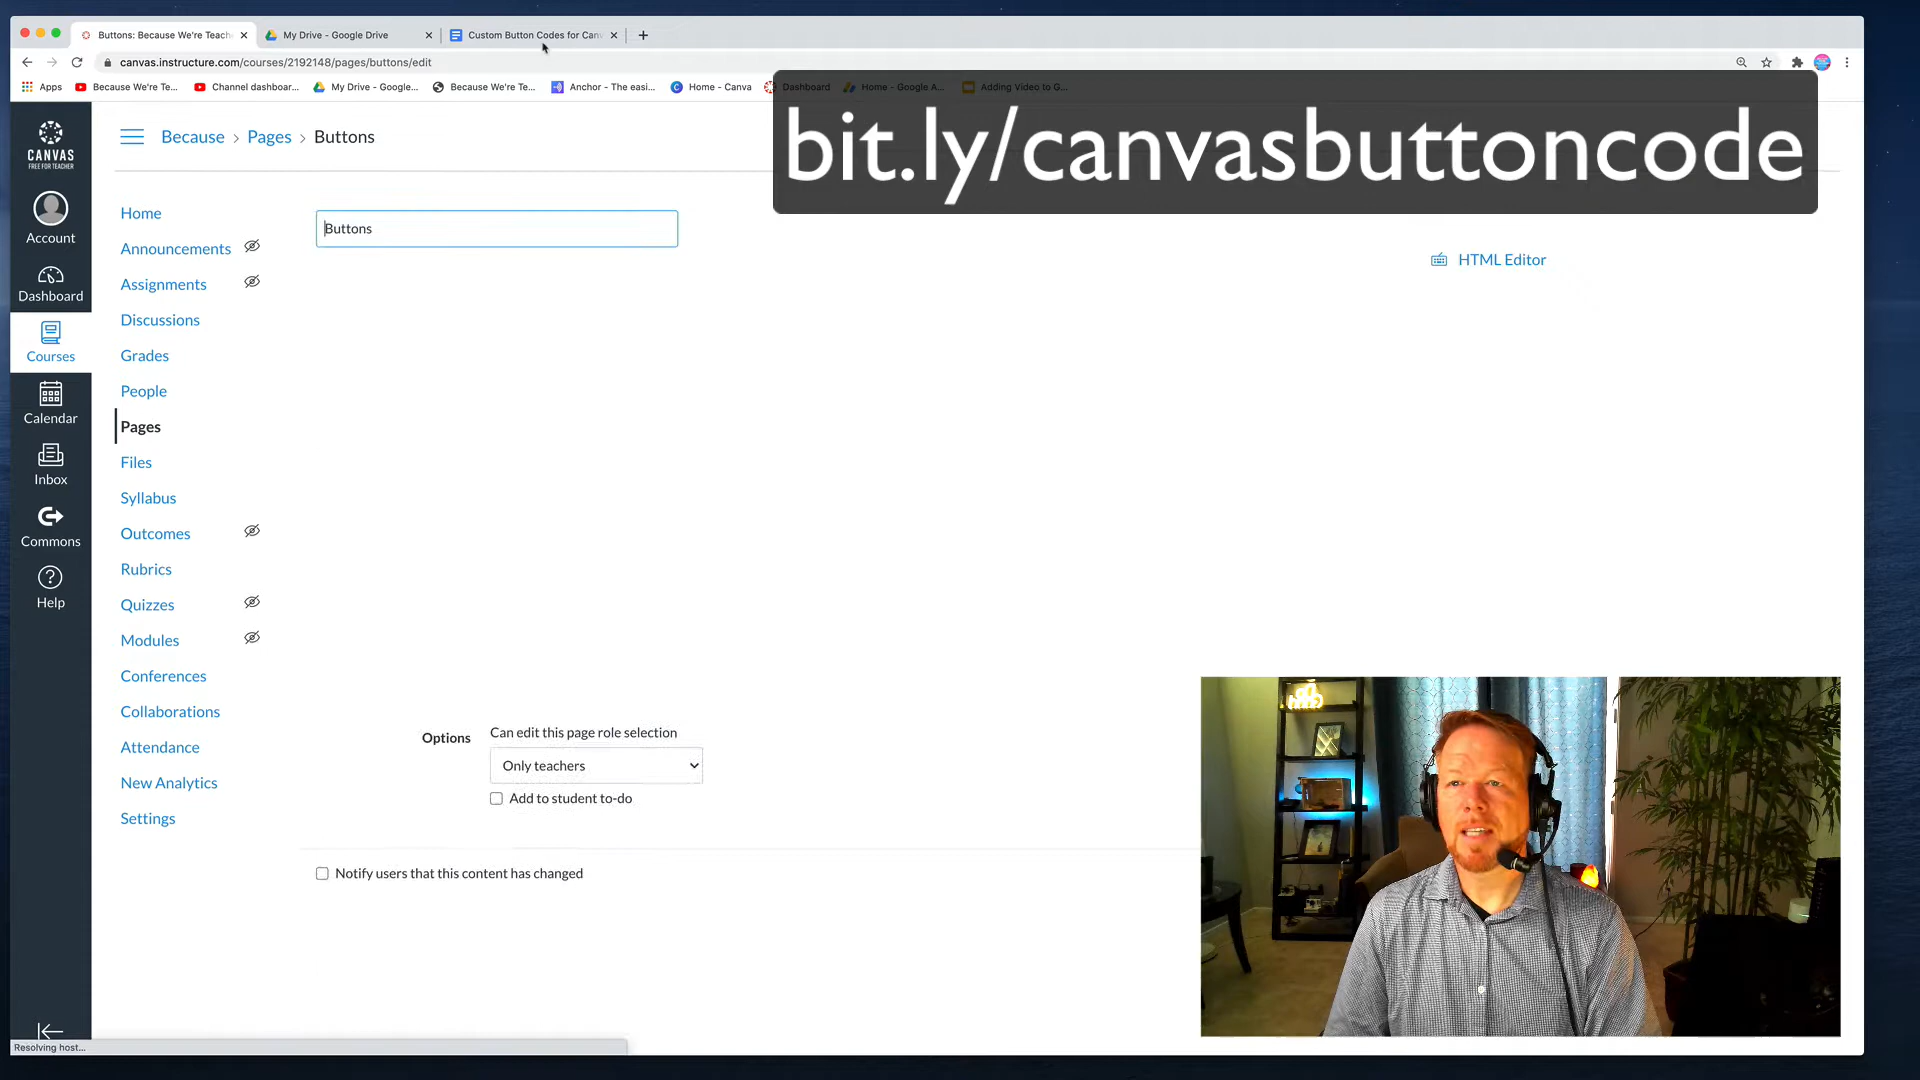 Buttons: Because We're Teach
My Drive - Google Drive
Custom Button Codes for Can
canvas.instructure.com/courses/2192148/pages/buttons/edit
Apps
Because We're Te...
Channel dashboar...
My Drive - Google...
Because We're Te...
Anchor - The easi...
Home - Canva
Dashboard
Home - Google A...
Adding Video to G...
bit.ly/canvasbuttoncode
CANVAS
FREE FOR TEACHER
Account
Dashboard
Courses
Calendar
Inbox
Commons
Help
Because > Pages > Buttons
Home
Announcements
Assignments
Discussions
Grades
People
Pages
Files
Syllabus
Outcomes
Rubrics
Quizzes
Modules
Conferences
Collaborations
Attendance
New Analytics
Settings
Buttons
HTML Editor
Options
Can edit this page role selection
Only teachers
Add to student to-do
Notify users that this content has changed
Resolving host...